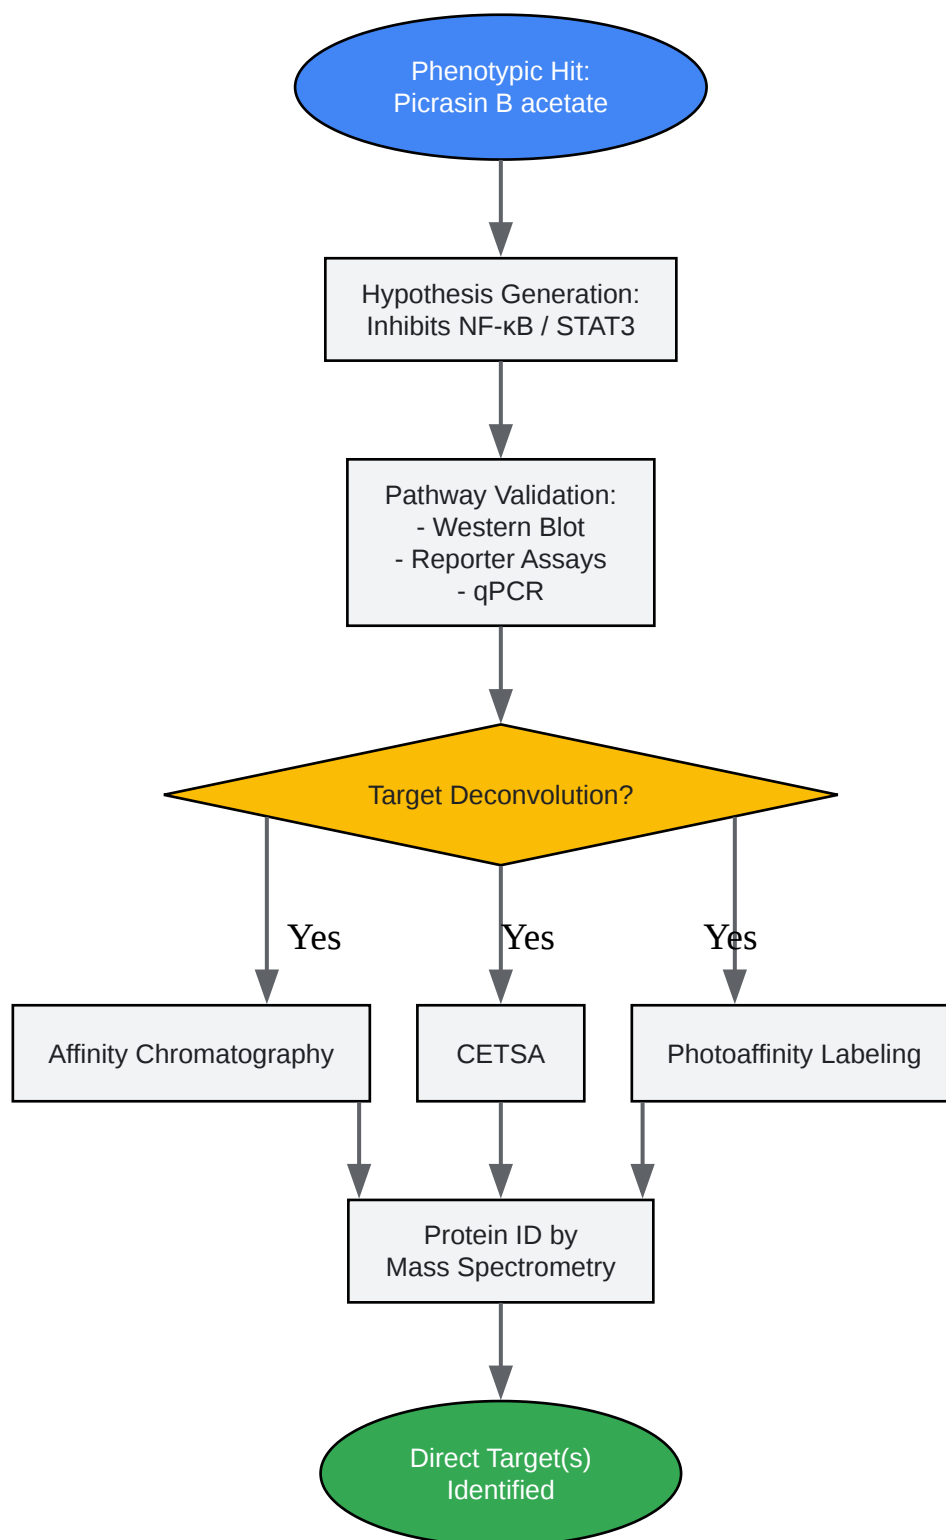 Phenotypic Hit:
Picrasin B acetate
Hypothesis Generation:
Inhibits NF-κB / STAT3
Pathway Validation:
- Western Blot
- Reporter Assays
- qPCR
Target Deconvolution?
Yes
Yes
Yes
Affinity Chromatography
CETSA
Photoaffinity Labeling
Protein ID by
Mass Spectrometry
Direct Target(s)
Identified